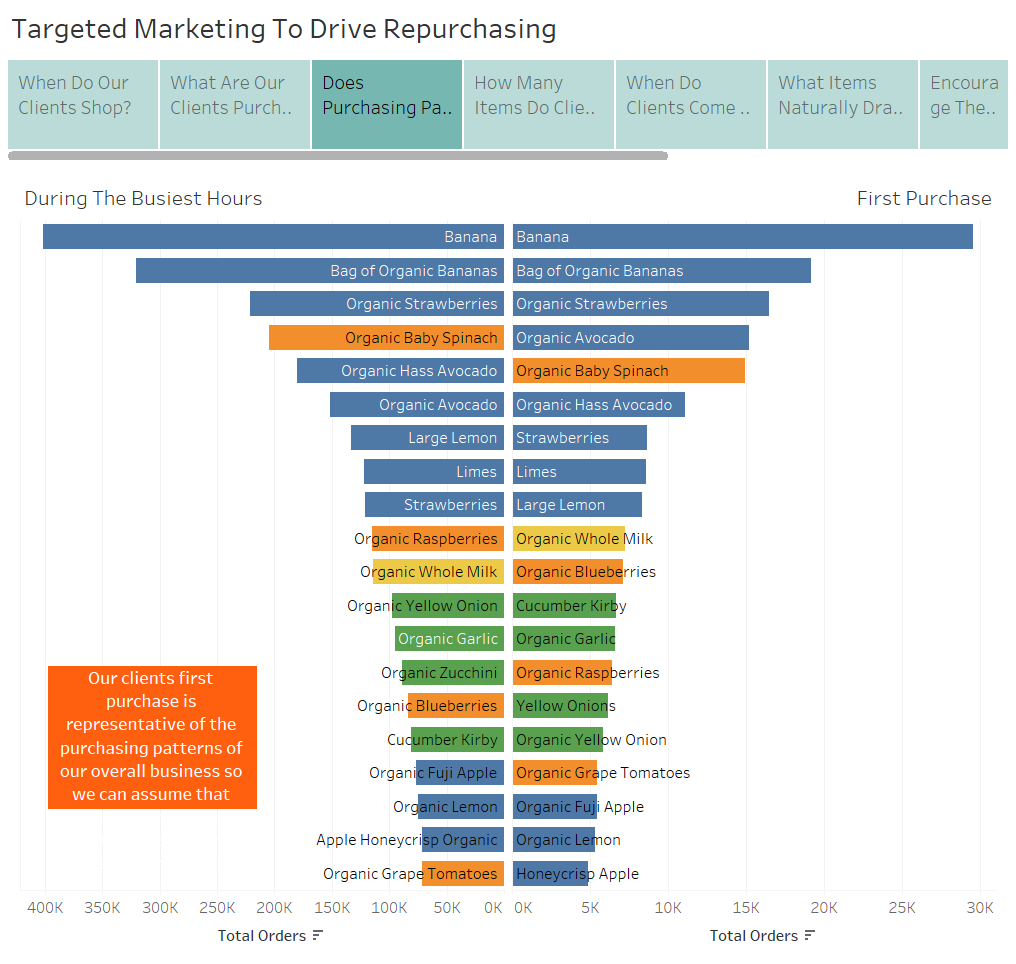 Targeted Marketing To Drive Repurchasing
When Do Our
Clients Shop?
What Are Our
Clients Purch..
Does
Purchasing Pa..
How Many
Items Do Clie..
When Do
Clients Come ..
What Items
Naturally Dra..
Encoura
ge The..
During The Busiest Hours
First Purchase
Banana
Banana
Bag of Organic Bananas
Bag of Organic Bananas
Organic Strawberries
Organic Strawberries
Organic Baby Spinach
Organic Avocado
Organic Hass Avocado
Organic Baby Spinach
Organic Avocado
Organic Hass Avocado
Large Lemon
Strawberries
Limes
Limes
Strawberries
Large Lemon
Organic Raspberries
Organic Whole Milk
Organic Whole Milk
Organic Blueberries
Organic Yellow Onion
Cucumber Kirby
Organic Garlic
Organic Garlic
Organic Zucchini
Organic Raspberries
Organic Blueberries
Yellow Onions
Cucumber Kirby
Organic Yellow Onion
Organic Fuji Apple
Organic Grape Tomatoes
Organic Lemon
Organic Fuji Apple
Apple Honeycrisp Organic
Organic Lemon
Organic Grape Tomatoes
Honeycrisp Apple
Our clients first
purchase is
representative of the
purchasing patterns of
our overall business so
we can assume that
400K 350K 300K 250K 200K 150K 100K 50K 0K
0K 5K 10K 15K 20K 25K 30K
Total Orders
Total Orders